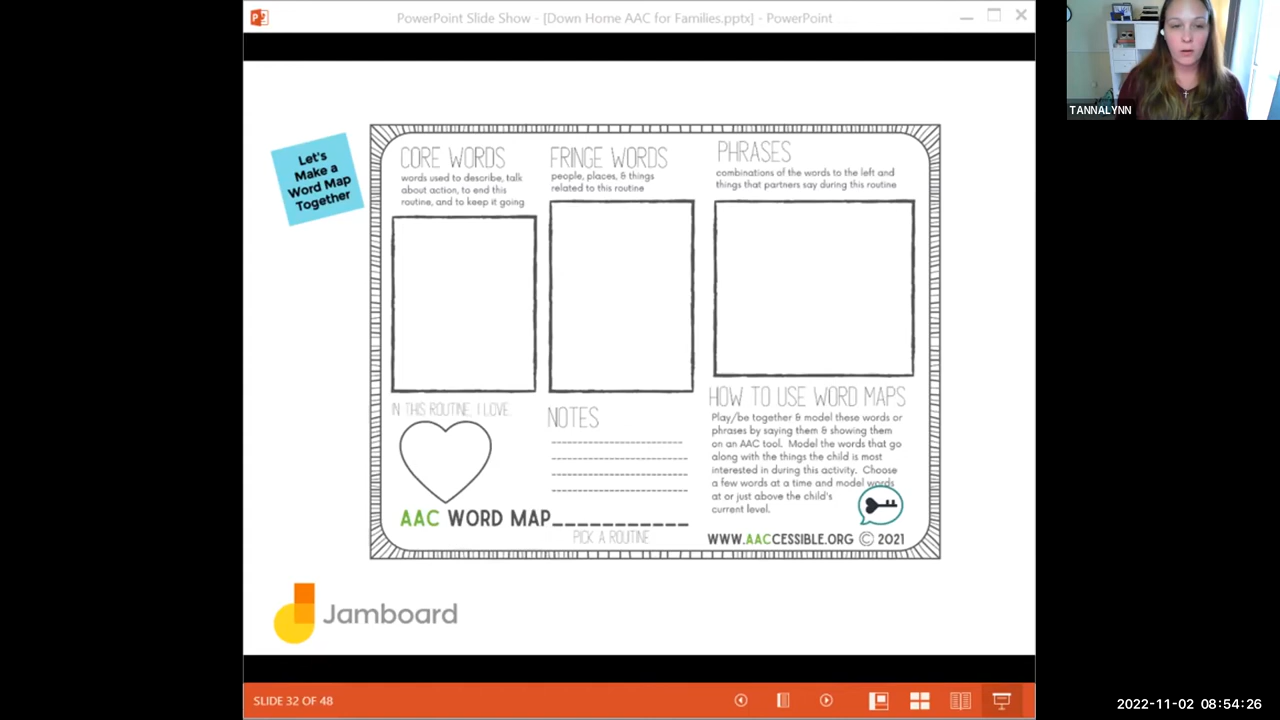 PowerPoint Slide Show - [Down Home AAC for Families.pptx] - PowerPoint
TANNALYNN
Let's
Make a
Word Map
Together
CORE WORDS
words used to describe, talk
about action, to end this
routine, and to keep it going
FRINGE WORDS
people, places, & things
related to this routine
PHRASES
combinations of the words to the left and
things that partners say during this routine
IN THIS ROUTINE, I LOVE
NOTES
HOW TO USE WORD MAPS
Play/be together & model these words or
phrases by saying them & showing them
on an AAC tool. Model the words that go
along with the things the child is most
interested in during this activity. Choose
a few words at a time and model words
at or just above the child's
current level.
AAC WORD MAP___________
PICK A ROUTINE
WWW.AACCESSIBLE.ORG © 2021
Jamboard
SLIDE 32 OF 48
2022-11-02 08:54:26